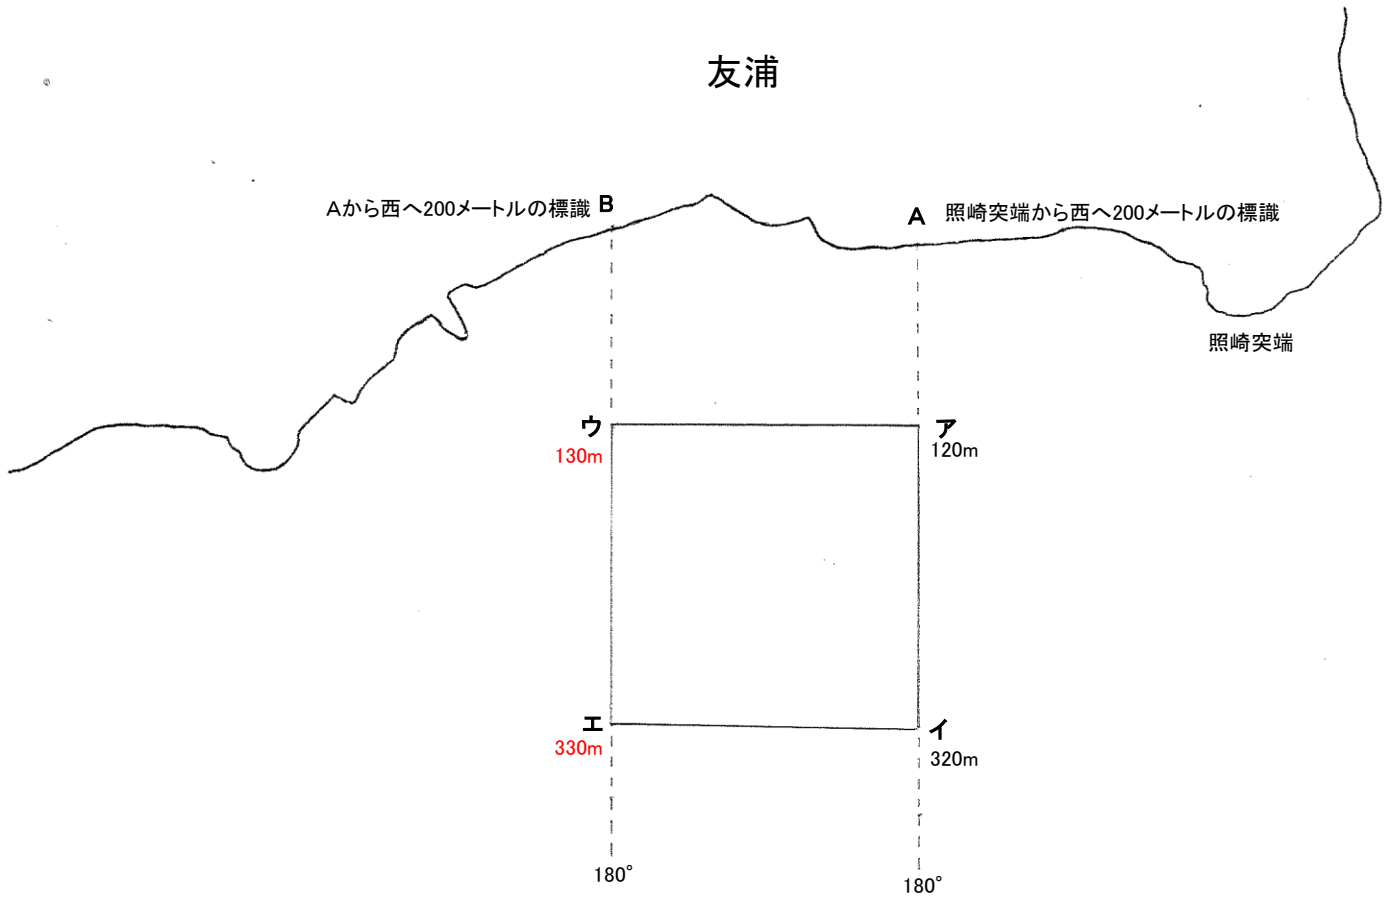 友浦
Aから西へ200メートルの標識 B
A 照崎突端から西へ200メートルの標識
照崎突端
ウ
130m
ア
120m
エ
330m
イ
320m
180°
180°